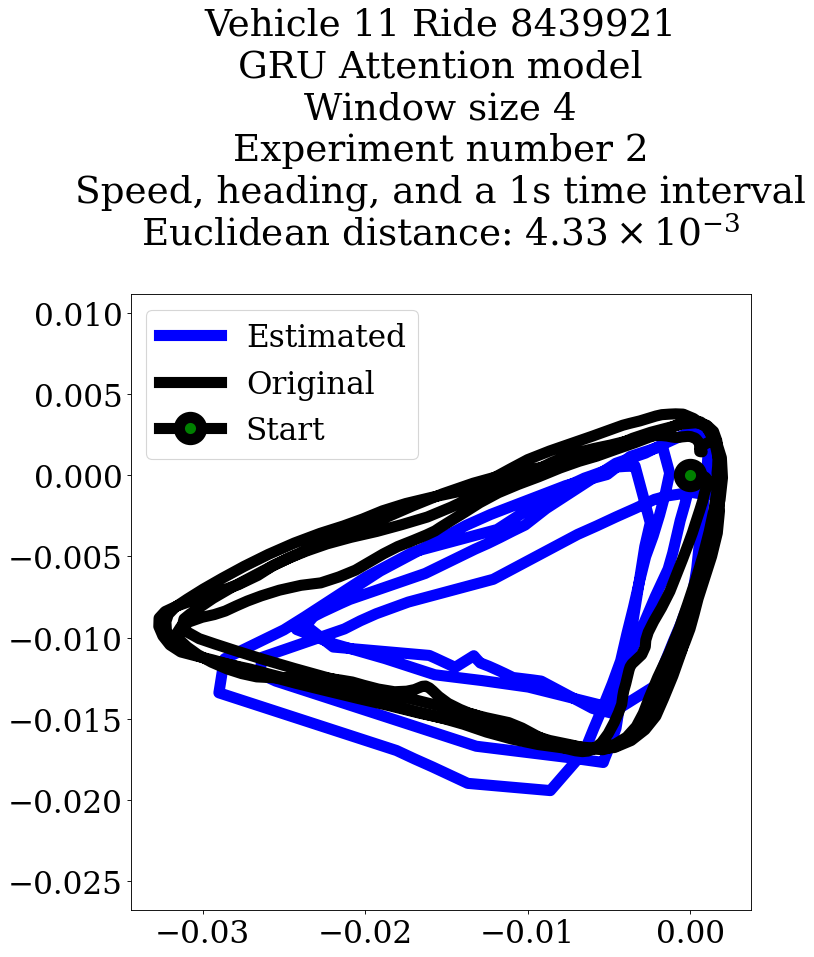 Vehicle 11 Ride 8439921
GRU Attention model
Window size 4
Experiment number 2
Speed, heading, and a 1s time interval
Euclidean distance: 4.33 × 10⁻³
0.010
0.005
0.000
−0.005
−0.010
−0.015
−0.020
−0.025
Estimated
Original
Start
−0.03
−0.02
−0.01
0.00